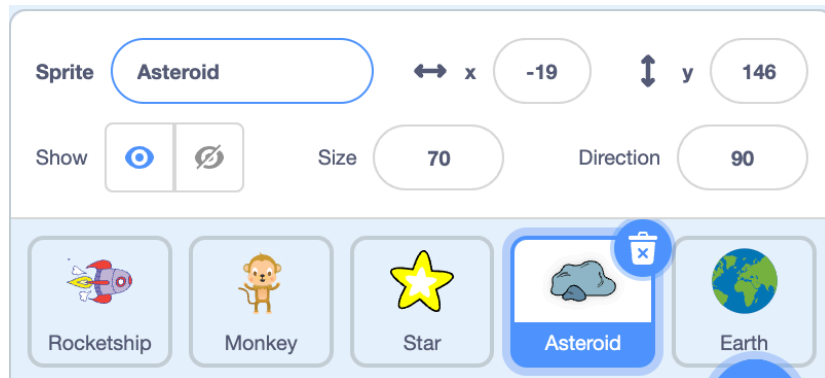 Sprite Asteroid x -19 y 146
Show Size 70 Direction 90
Rocketship Monkey Star Asteroid Earth